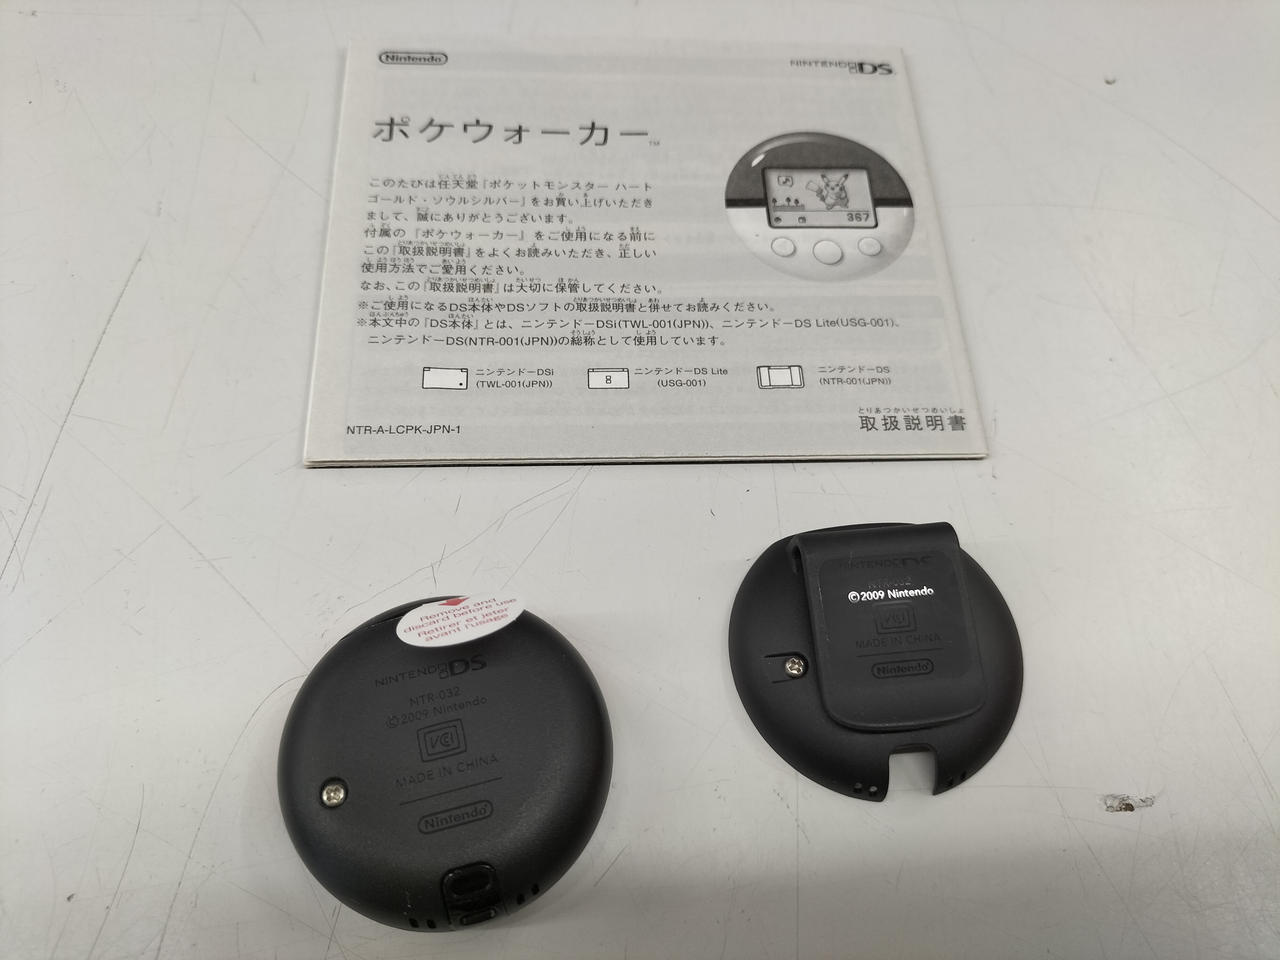 Nintendo
NINTENDO DS
ポケウォーカー™
このたびは任天堂『ポケットモンスター ハート
ゴールド・ソウルシルバー』をお買い上げいただき
まして、誠にありがとうございます。
付属の『ポケウォーカー』をご使用になる前に
この『取扱説明書』をよくお読みいただき、正しい
使用方法でご愛用ください。
なお、この『取扱説明書』は大切に保管してください。
※ご使用になるDS本体やDSソフトの取扱説明書と併せてお読みください。
※本文中の『DS本体』とは、ニンテンドーDSi(TWL-001(JPN))、ニンテンドーDS Lite(USG-001)、
ニンテンドーDS(NTR-001(JPN))の総称として使用しています。
367
ニンテンドーDSi
(TWL-001(JPN))
ニンテンドーDS Lite
(USG-001)
ニンテンドーDS
(NTR-001(JPN))
NTR-A-LCPK-JPN-1
とりあつかいせつめいしょ
取扱説明書
Remove and
discard before use
Retirer et jeter
avant l'usage
NINTENDO DS
NTR-032
©2009 Nintendo
VCI
MADE IN CHINA
Nintendo
NINTENDO DS
NTR-032
©2009 Nintendo
VCI
MADE IN CHINA
Nintendo